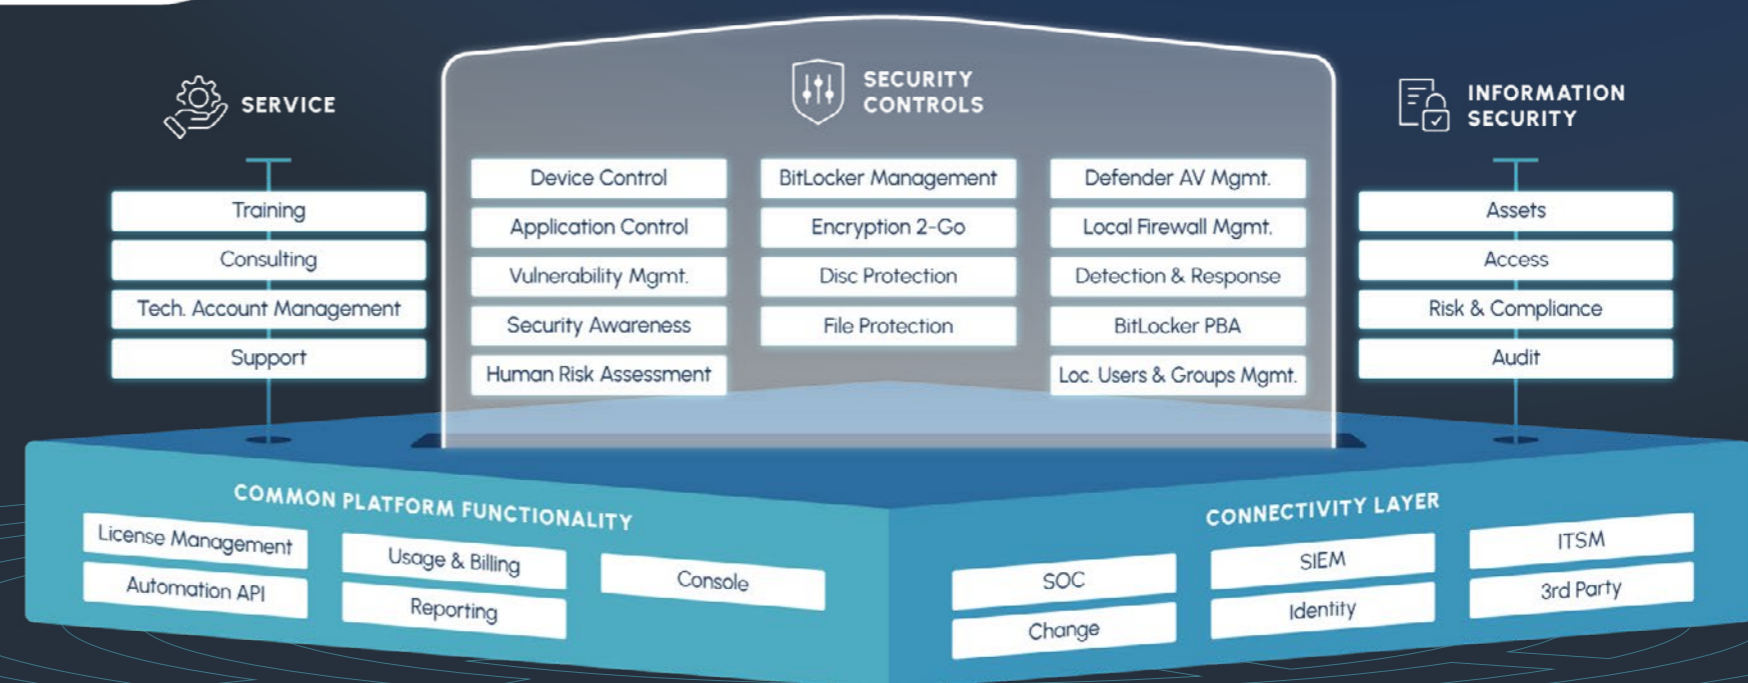 SERVICE
Training
Consulting
Tech. Account Management
Support
SECURITY
CONTROLS
Device Control
Application Control
Vulnerability Mgmt.
Security Awareness
Human Risk Assessment
BitLocker Management
Encryption 2-Go
Disc Protection
File Protection
Defender AV Mgmt.
Local Firewall Mgmt.
Detection & Response
BitLocker PBA
Loc. Users & Groups Mgmt.
INFORMATION
SECURITY
Assets
Access
Risk & Compliance
Audit
COMMON PLATFORM FUNCTIONALITY
License Management
Automation API
Usage & Billing
Reporting
Console
CONNECTIVITY LAYER
SOC
Change
SIEM
Identity
ITSM
3rd Party